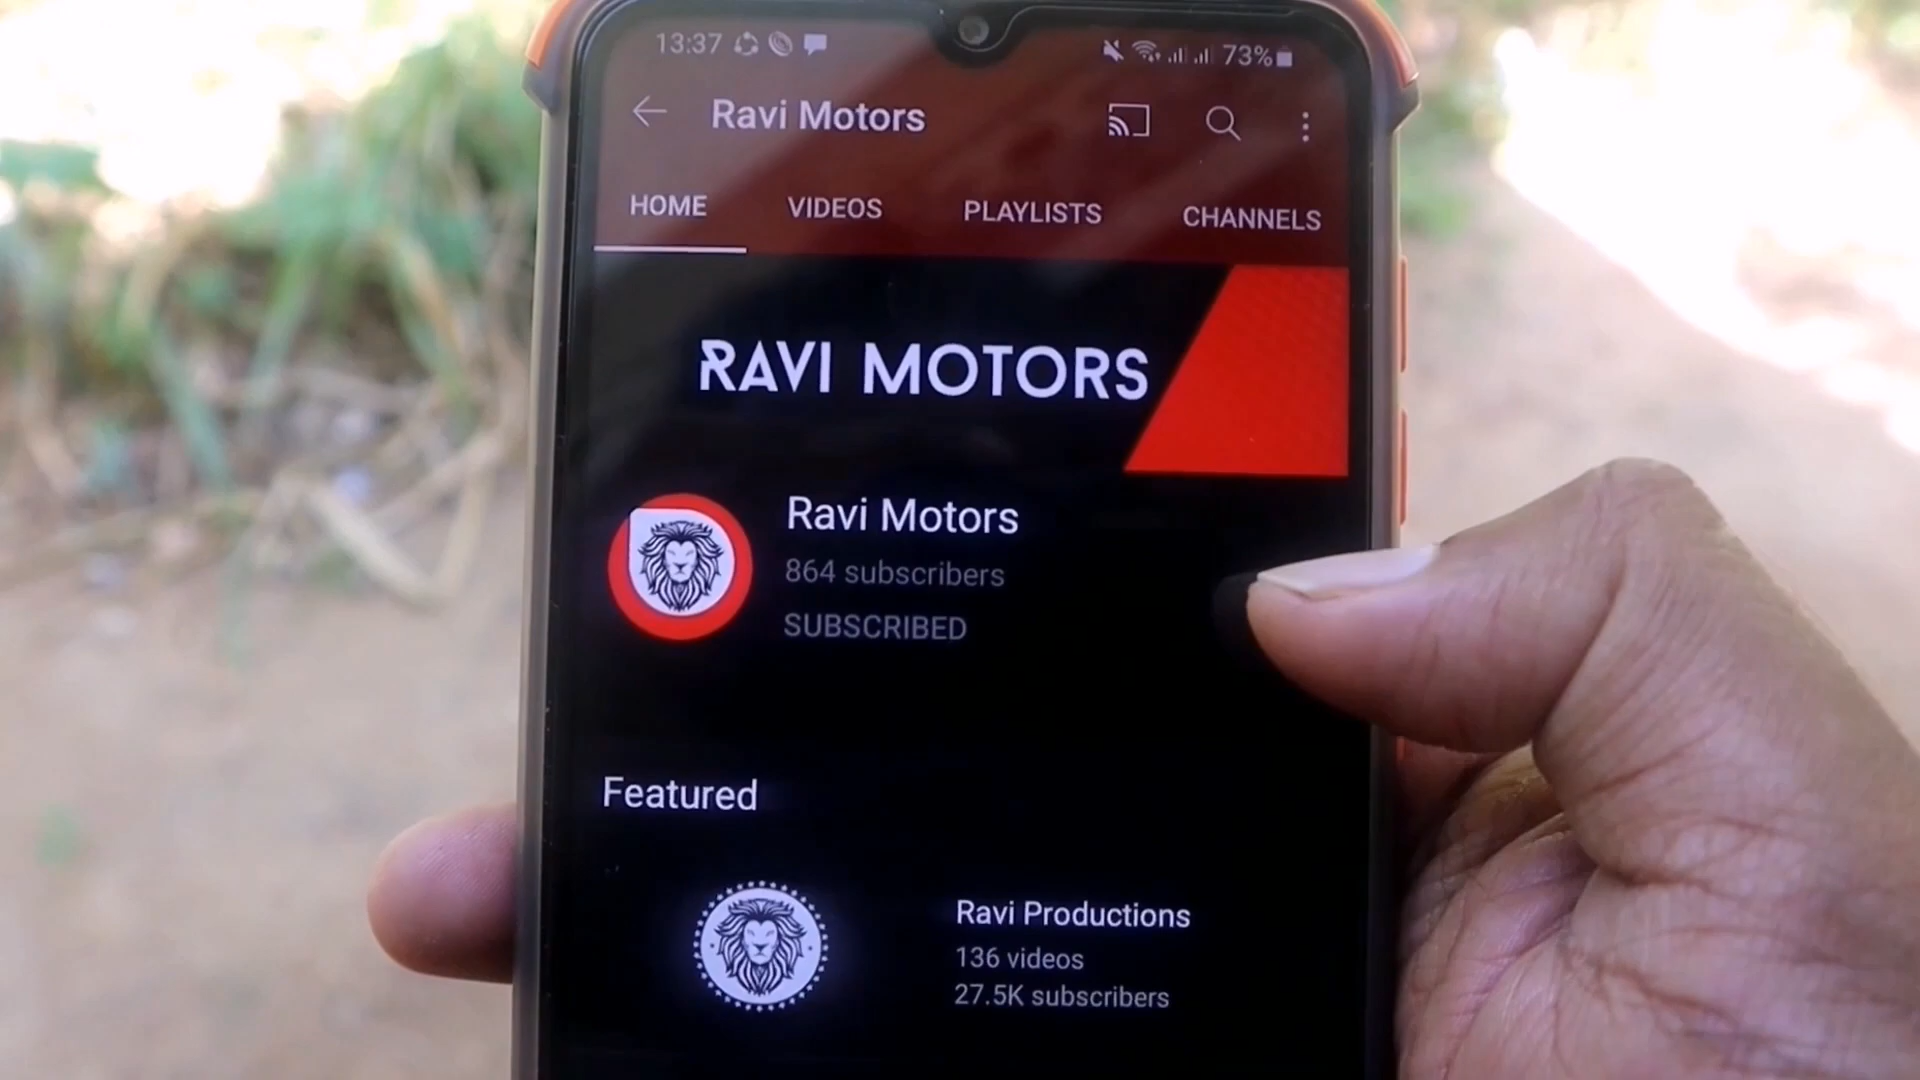 13:37
73%
Ravi Motors
HOME VIDEOS PLAYLISTS CHANNELS
RAVI MOTORS
Ravi Motors
864 subscribers
SUBSCRIBED
Featured
Ravi Productions
136 videos
27.5K subscribers